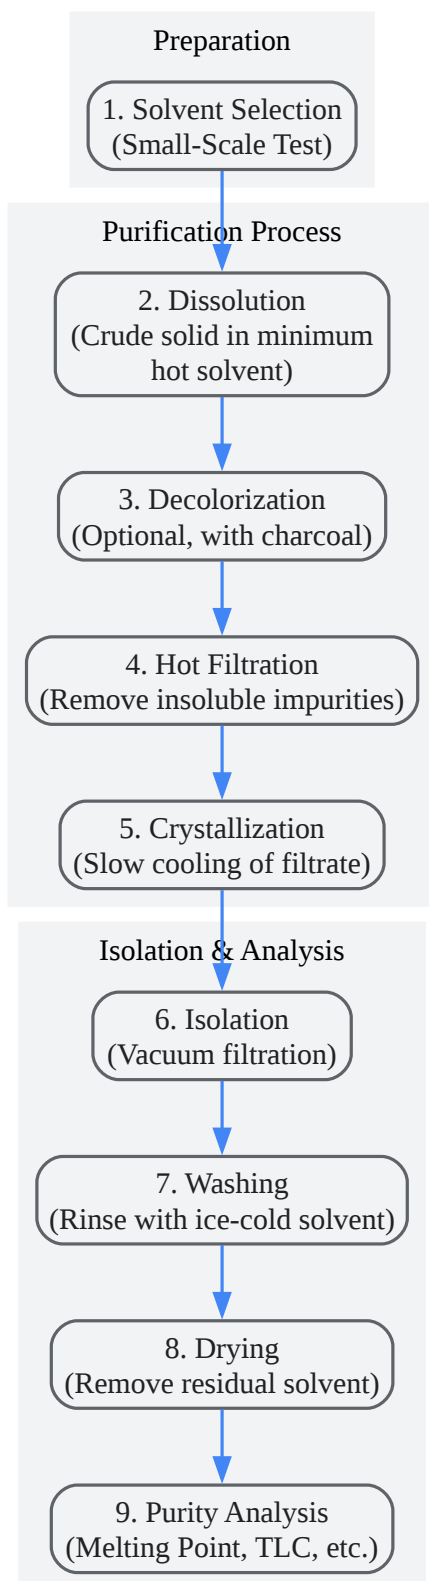 Preparation
1. Solvent Selection
(Small-Scale Test)
Purification Process
2. Dissolution
(Crude solid in minimum
hot solvent)
3. Decolorization
(Optional, with charcoal)
4. Hot Filtration
(Remove insoluble impurities)
5. Crystallization
(Slow cooling of filtrate)
Isolation & Analysis
6. Isolation
(Vacuum filtration)
7. Washing
(Rinse with ice-cold solvent)
8. Drying
(Remove residual solvent)
9. Purity Analysis
(Melting Point, TLC, etc.)